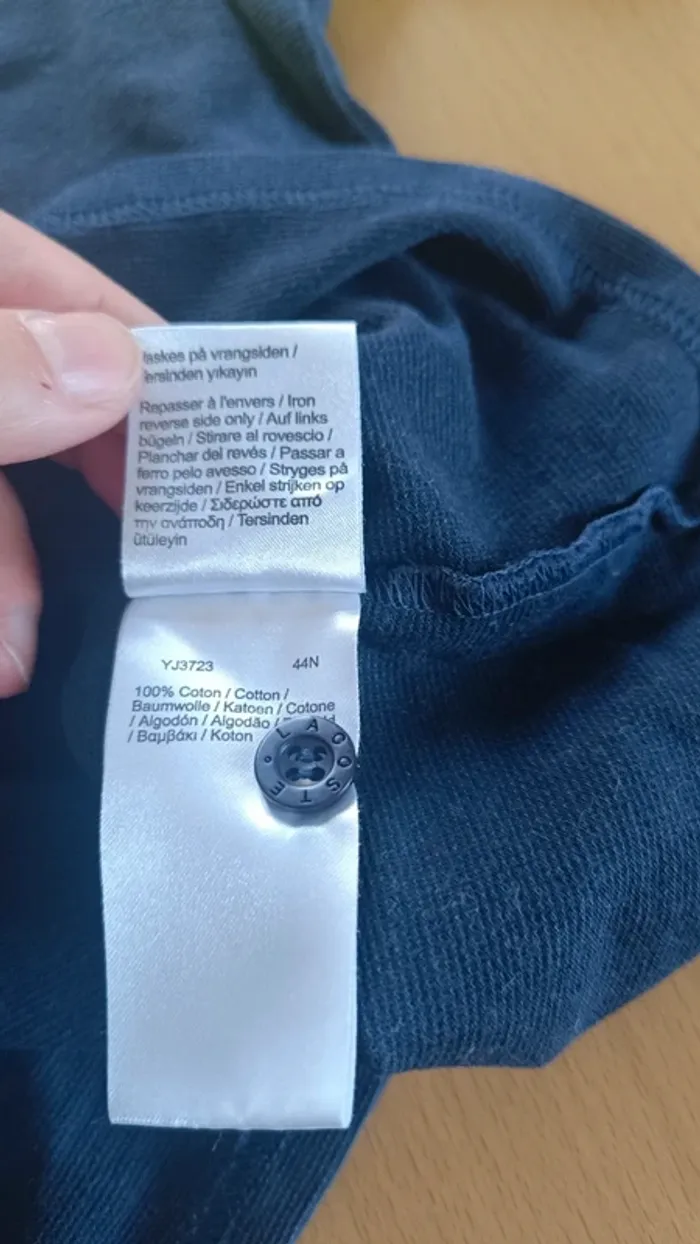 askes på vrangsiden /
ersinden yıkayın
Repasser à l'envers / Iron
reverse side only / Auf links
bügeln / Stirare al rovescio /
Planchar del revés / Passar a
ferro pelo avesso / Stryges på
vrangsiden / Enkel strijken op
keerzijde / Σιδερώστε από
την ανάποδη / Tersinden
ütüleyin
YJ3723 44N
100% Coton / Cotton /
Baumwolle / Katoen / Cotone
/ Algodón / Algodão /
/ Βαμβάκι / Koton
LAGOSTE